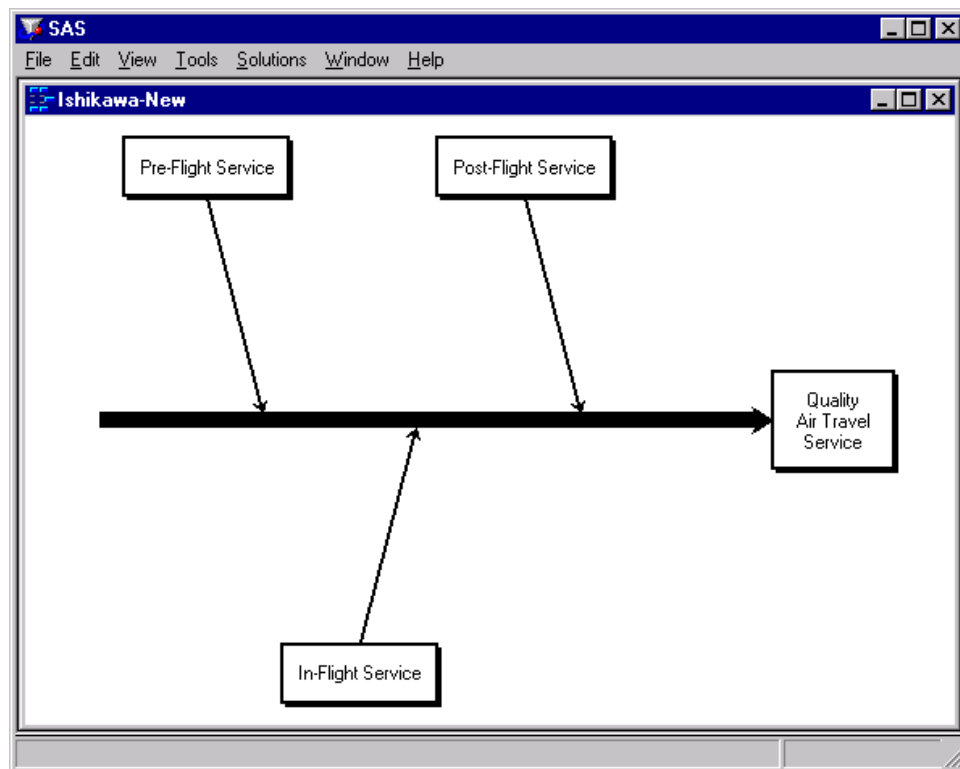 SAS
File Edit View Tools Solutions Window Help
Ishikawa-New
Pre-Flight Service
Post-Flight Service
Quality
Air Travel
Service
In-Flight Service